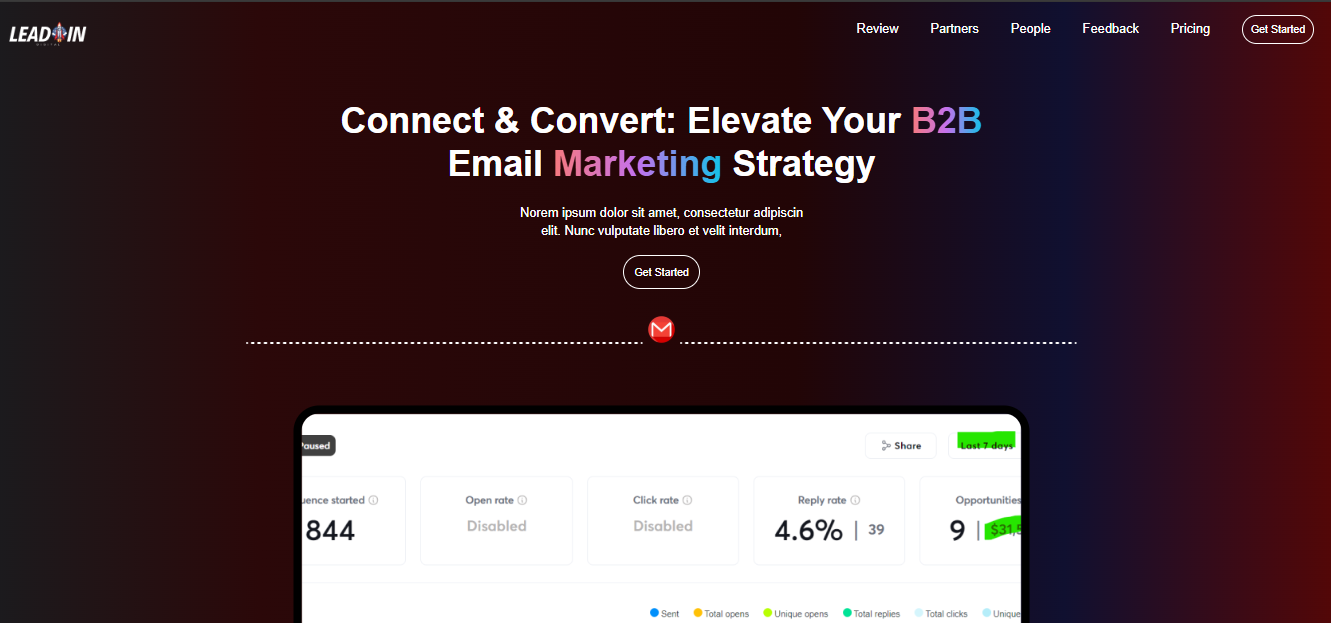 LEAD IN
DIGITAL
Review Partners People Feedback Pricing Get Started
Connect & Convert: Elevate Your B2B
Email Marketing Strategy
Norem ipsum dolor sit amet, consectetur adipiscin
elit. Nunc vulputate libero et velit interdum,
Get Started
Paused
Share
Last 7 days
uence started
Open rate
Click rate
Reply rate
Opportunities
844
Disabled
Disabled
4.6% | 39
9 | $31,5
Sent Total opens Unique opens Total replies Total clicks Unique